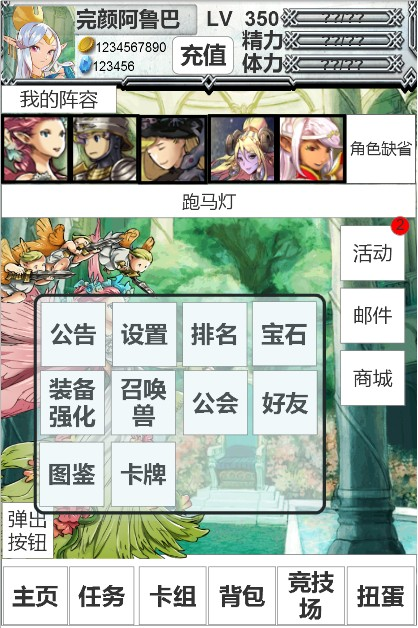 完颜阿鲁巴 LV 350
1234567890
123456
充值
精力 ??/??
体力 ??/??
我的阵容
角色缺省
跑马灯
2
活动
邮件
商城
公告 设置 排名 宝石
装备
强化
召唤
兽
公会 好友
图鉴 卡牌
弹出
按钮
主页 任务 卡组 背包 竞技
场
扭蛋